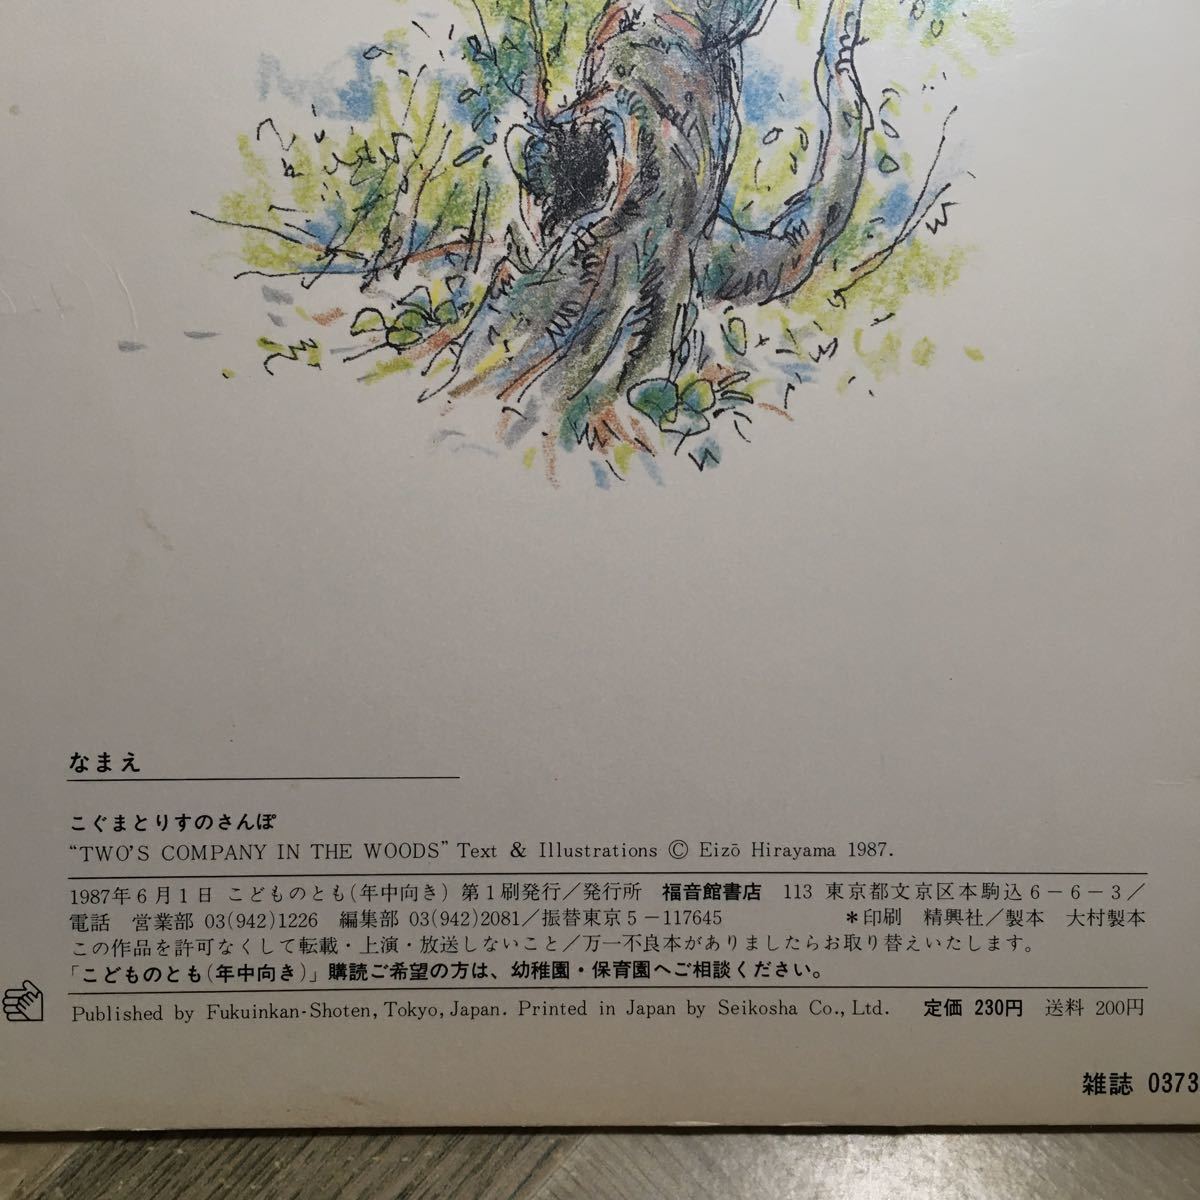 なまえ
こぐまとりすのさんぽ
“TWO'S COMPANY IN THE WOODS” Text & Illustrations © Eizō Hirayama 1987.
1987年6月1日 こどものとも(年中向き) 第1刷発行/発行所 福音館書店 113 東京都文京区本駒込6-6-3/
電話 営業部 03(942)1226 編集部 03(942)2081/振替東京5-117645 *印刷 精興社/製本 大村製本
この作品を許可なくして転載・上演・放送しないこと/万一不良本がありましたらお取り替えいたします。
「こどものとも(年中向き)」購読ご希望の方は、幼稚園・保育園へご相談ください。
Published by Fukuinkan-Shoten, Tokyo, Japan. Printed in Japan by Seikosha Co., Ltd. 定価 230円 送料 200円
雑誌 0373